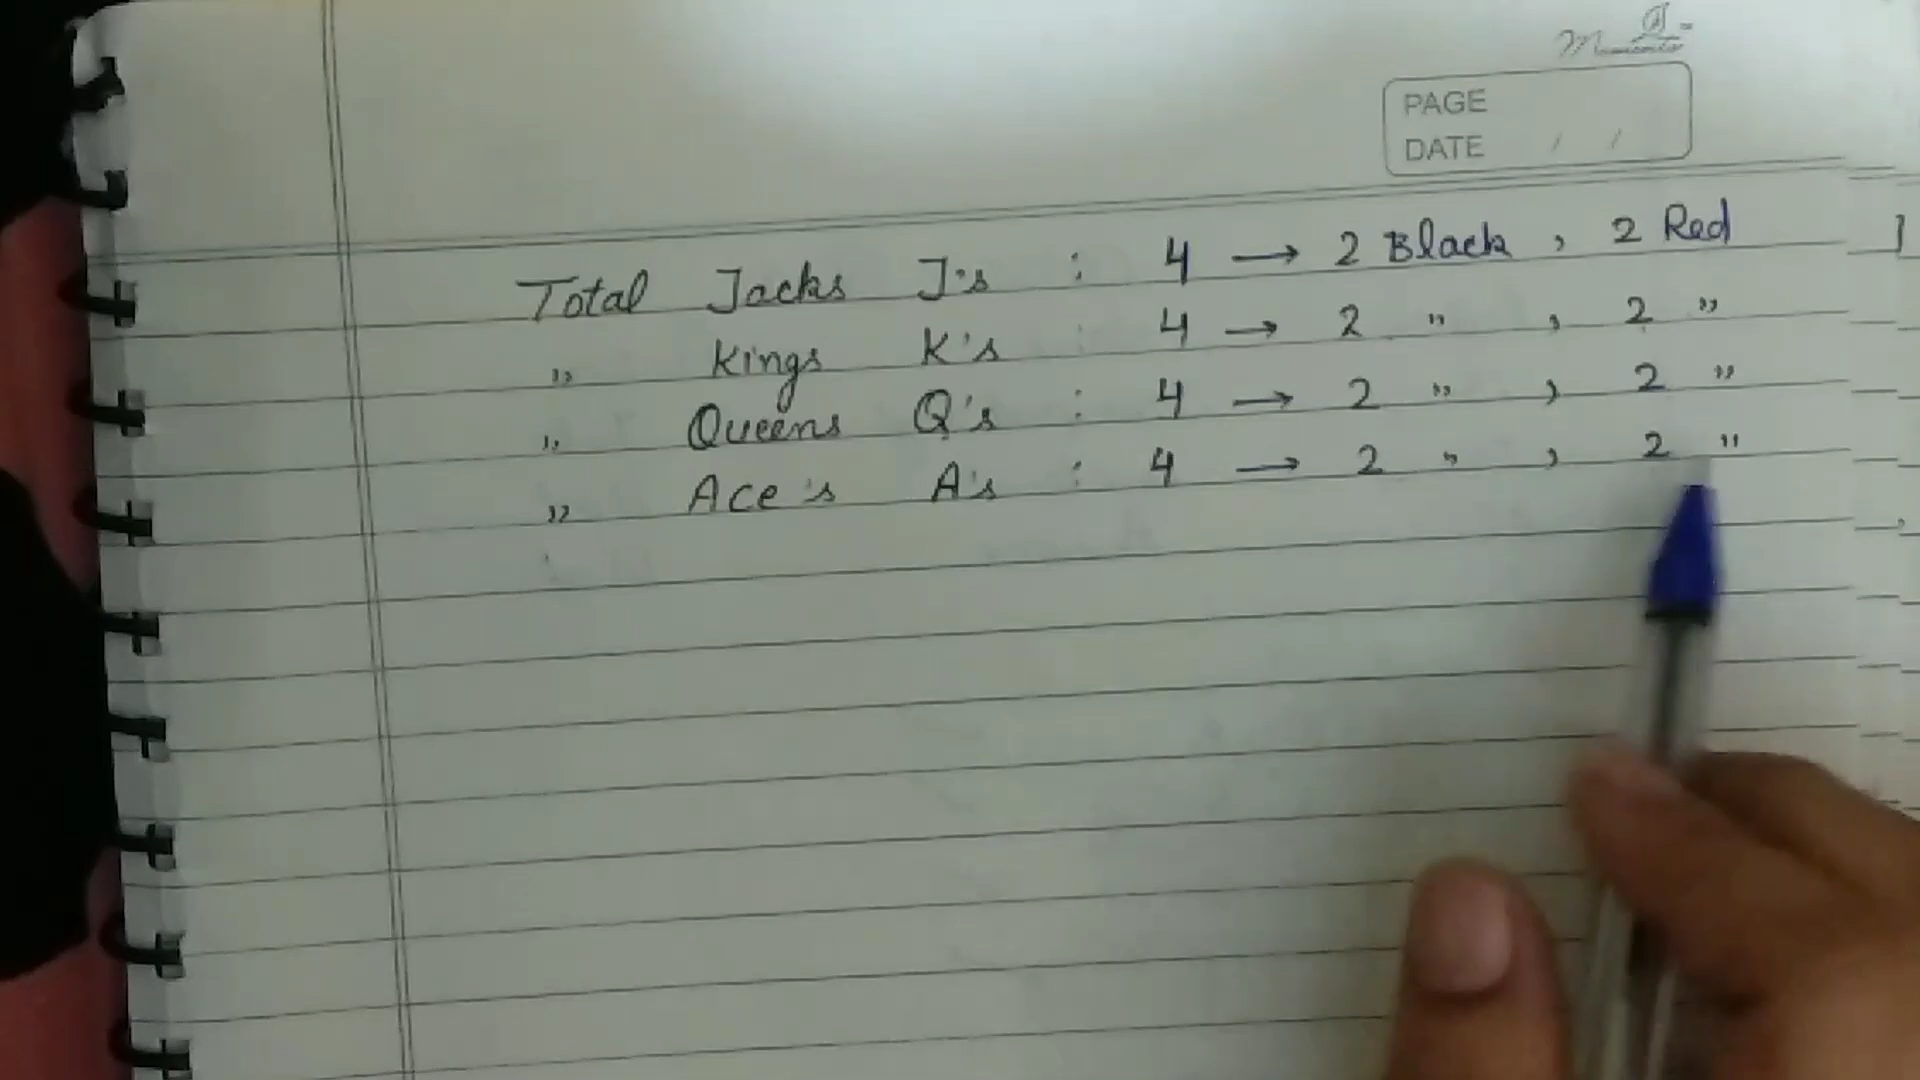 PAGE
DATE / /
Total Jacks J's : 4 → 2 Black , 2 Red
" Kings K's : 4 → 2 " , 2 "
" Queens Q's : 4 → 2 " , 2 "
" Ace's A's : 4 → 2 " , 2 "